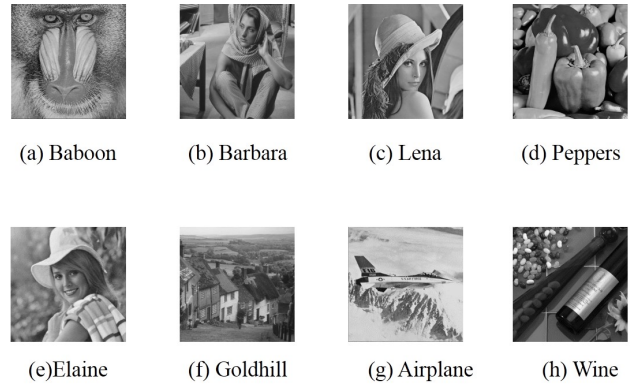 (a) Baboon
(b) Barbara
(c) Lena
(d) Peppers
(e)Elaine
(f) Goldhill
(g) Airplane
(h) Wine